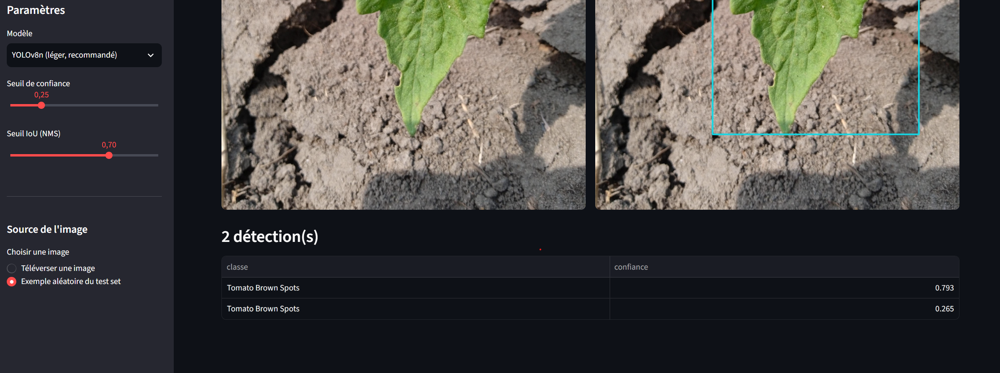 Paramètres
Modèle
YOLOv8n (léger, recommandé)
Seuil de confiance
0,25
Seuil IoU (NMS)
0,70
Source de l'image
Choisir une image
Téléverser une image
Exemple aléatoire du test set
2 détection(s)
classe confiance
Tomato Brown Spots 0.793
Tomato Brown Spots 0.265